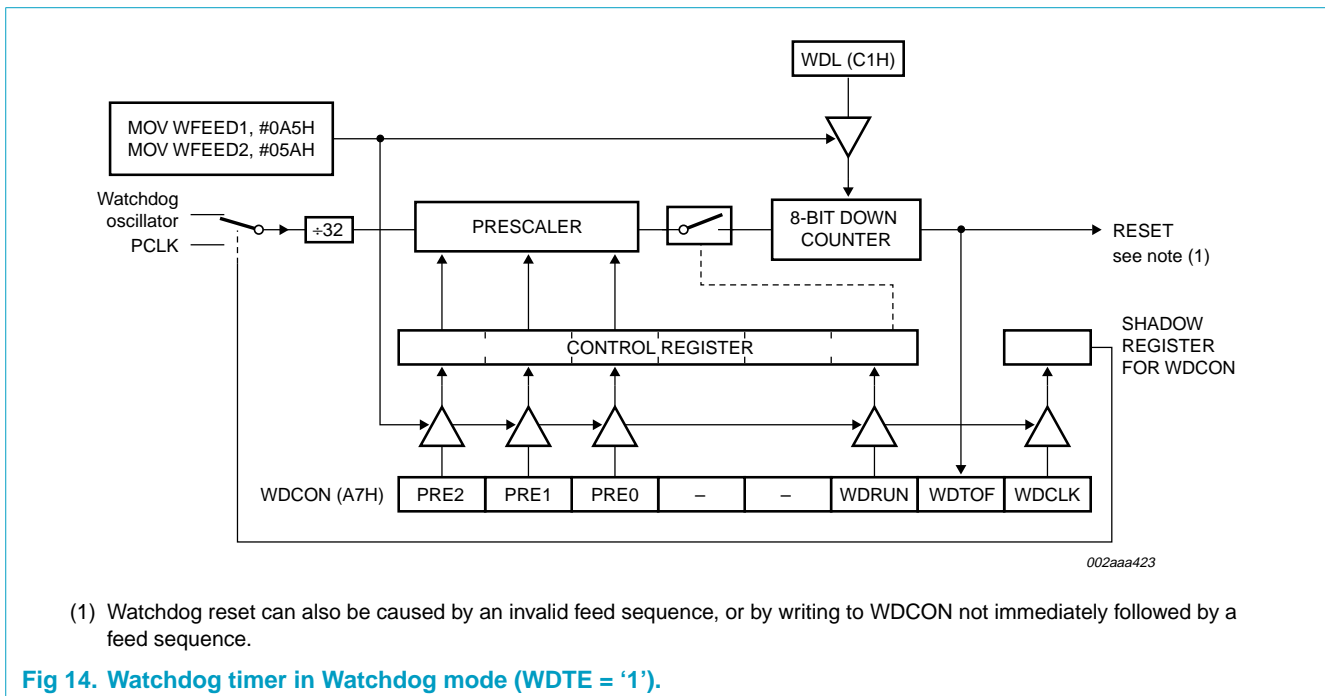 WDL (C1H)
MOV WFEED1, #0A5H
MOV WFEED2, #05AH
Watchdog
oscillator
PCLK
÷32
PRESCALER
8-BIT DOWN
COUNTER
RESET
see note (1)
CONTROL REGISTER
SHADOW
REGISTER
FOR WDCON
WDCON (A7H)
PRE2
PRE1
PRE0
–
–
WDRUN
WDTOF
WDCLK
002aaa423
(1) Watchdog reset can also be caused by an invalid feed sequence, or by writing to WDCON not immediately followed by a
feed sequence.
Fig 14. Watchdog timer in Watchdog mode (WDTE = ‘1’).